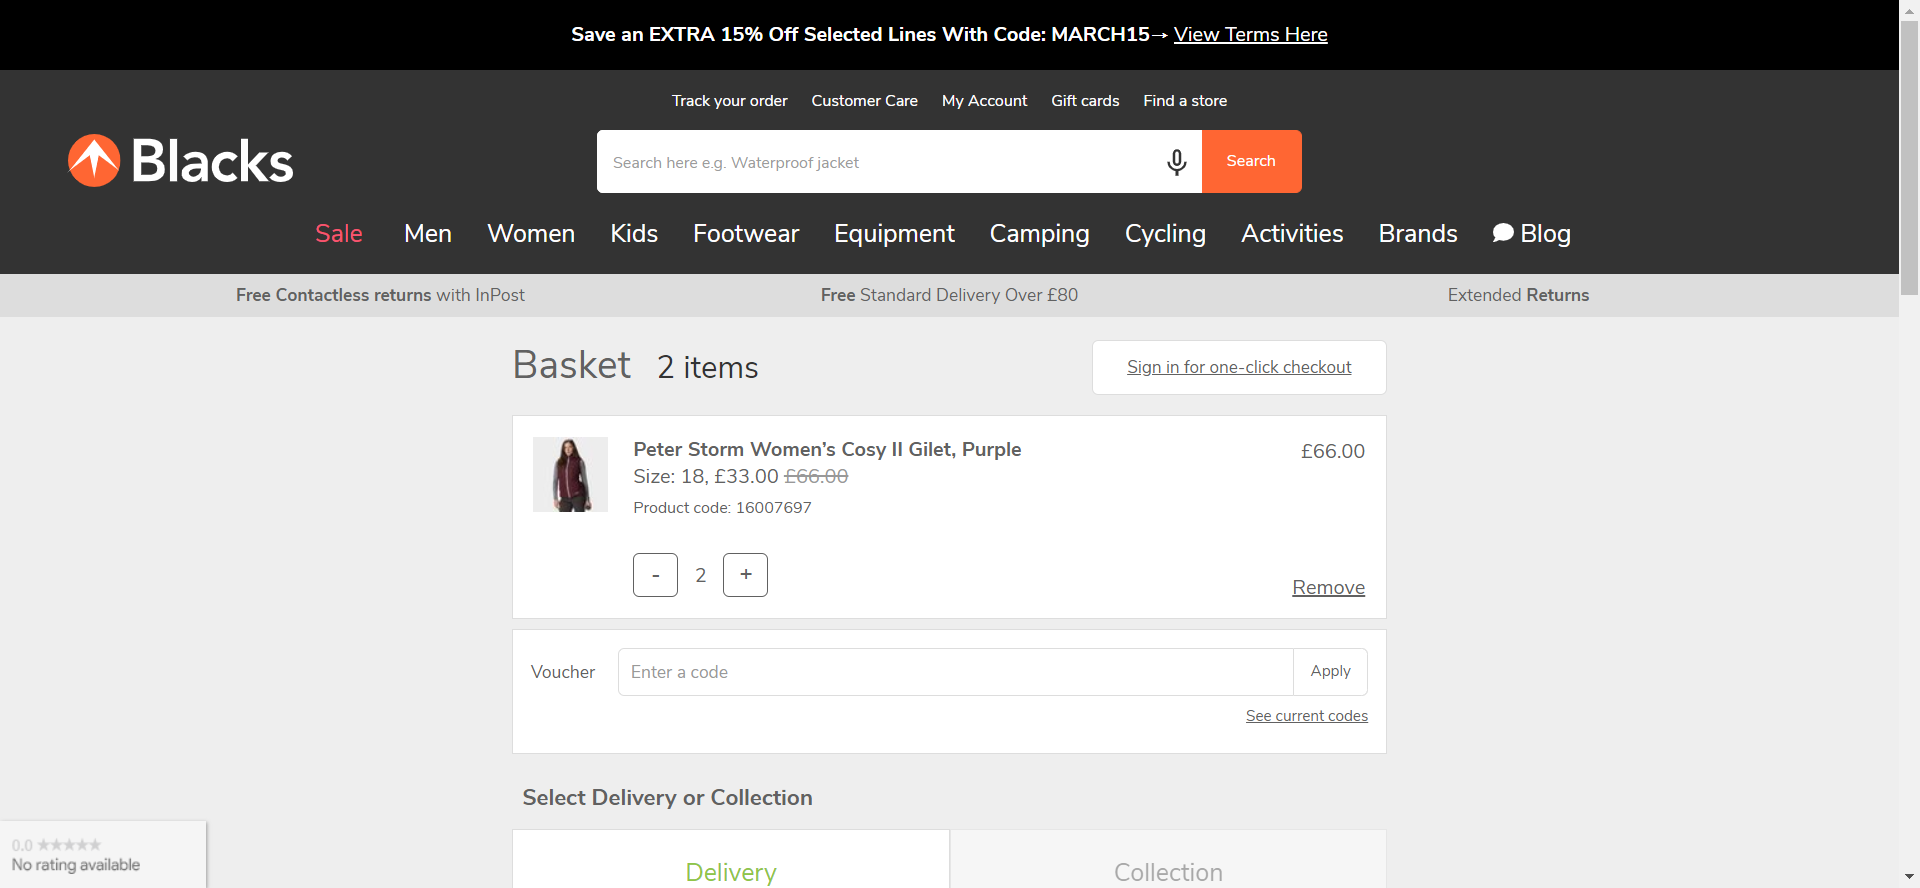 Save an EXTRA 15% Off Selected Lines With Code: MARCH15→ View Terms Here
Track your order Customer Care My Account Gift cards Find a store
Blacks
Search here e.g. Waterproof jacket
Search
Sale Men Women Kids Footwear Equipment Camping Cycling Activities Brands Blog
Free Contactless returns with InPost
Free Standard Delivery Over £80
Extended Returns
Basket 2 items
Sign in for one-click checkout
Peter Storm Women’s Cosy II Gilet, Purple
£66.00
Size: 18, £33.00 £66.00
Product code: 16007697
- 2 +
Remove
Voucher
Enter a code
Apply
See current codes
Select Delivery or Collection
Delivery
Collection
0.0 ★★★★★
No rating available